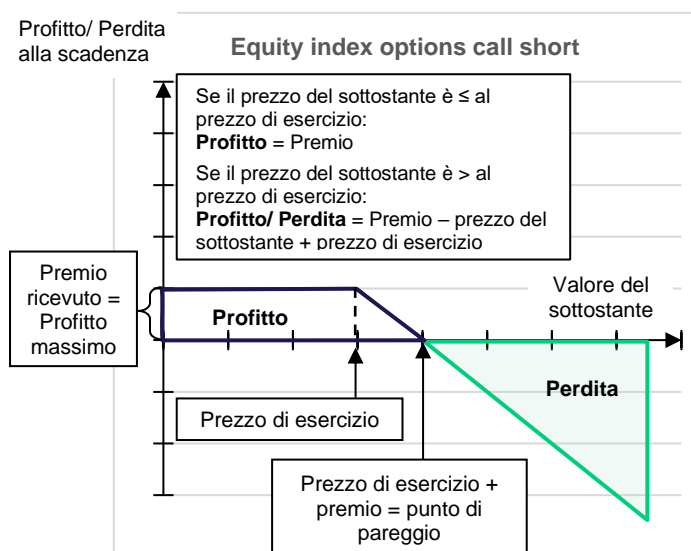 Profitto/ Perdita
alla scadenza
Equity index options call short
Se il prezzo del sottostante è ≤ al
prezzo di esercizio:
Profitto = Premio
Se il prezzo del sottostante è > al
prezzo di esercizio:
Profitto/ Perdita = Premio – prezzo del
sottostante + prezzo di esercizio
Premio
ricevuto =
Profitto
massimo
Profitto
Valore del
sottostante
Perdita
Prezzo di esercizio
Prezzo di esercizio +
premio = punto di
pareggio